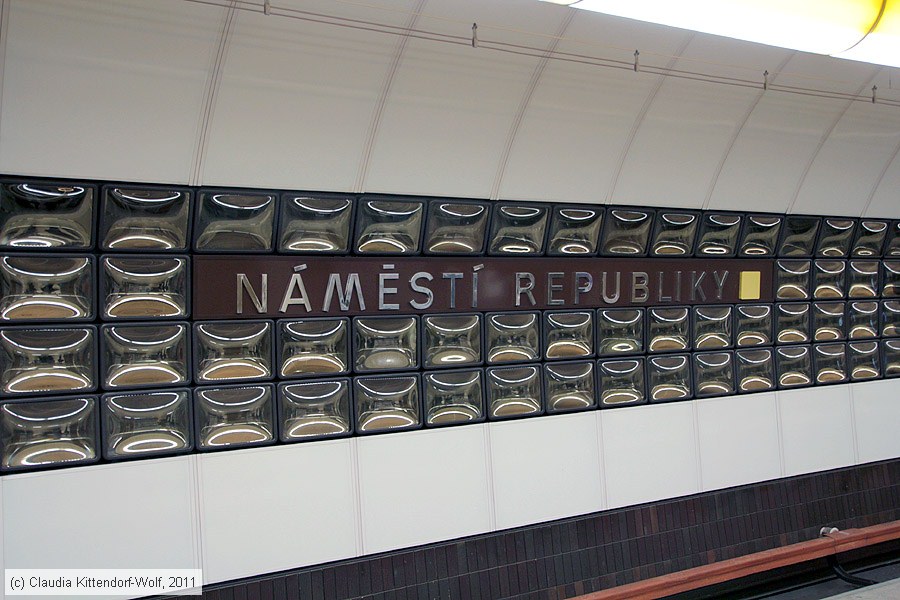 NÁMĚSTÍ REPUBLIKY
(c) Claudia Kittendorf-Wolf, 2011